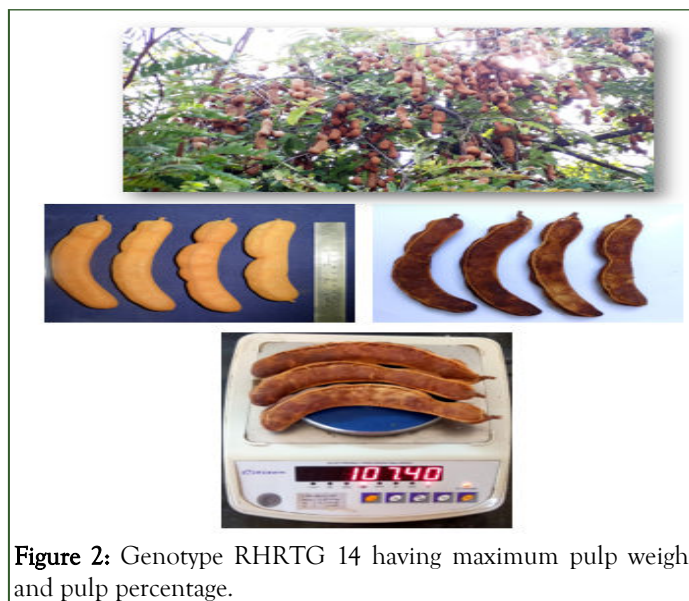 107.40
Figure 2: Genotype RHRTG 14 having maximum pulp weigh
and pulp percentage.